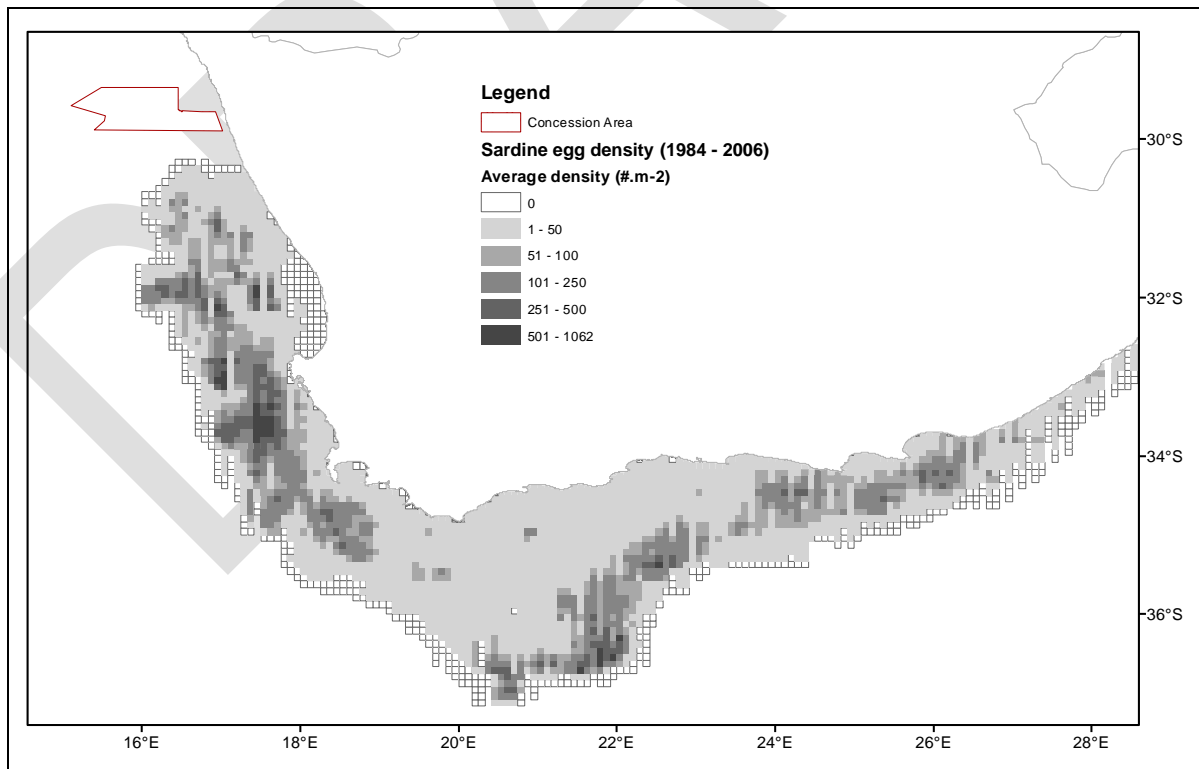 Legend
Concession Area
Sardine egg density (1984 - 2006)
Average density (#.m-2)
0
1 - 50
51 - 100
101 - 250
251 - 500
501 - 1062
30°S
32°S
34°S
36°S
16°E
18°E
20°E
22°E
24°E
26°E
28°E